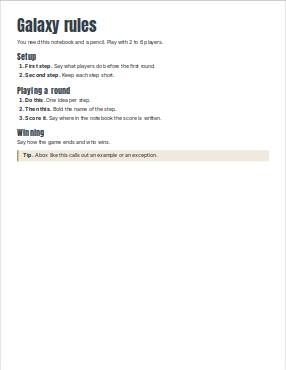 Galaxy rules
You need this notebook and a pencil. Play with 2 to 6 players.
Setup
1. First step. Say what players do before the first round.
2. Second step. Keep each step short.
Playing a round
1. Do this. One idea per step.
2. Then this. Bold the name of the step.
3. Score it. Say where in the notebook the score is written.
Winning
Say how the game ends and who wins.
Tip. A box like this calls out an example or an exception.